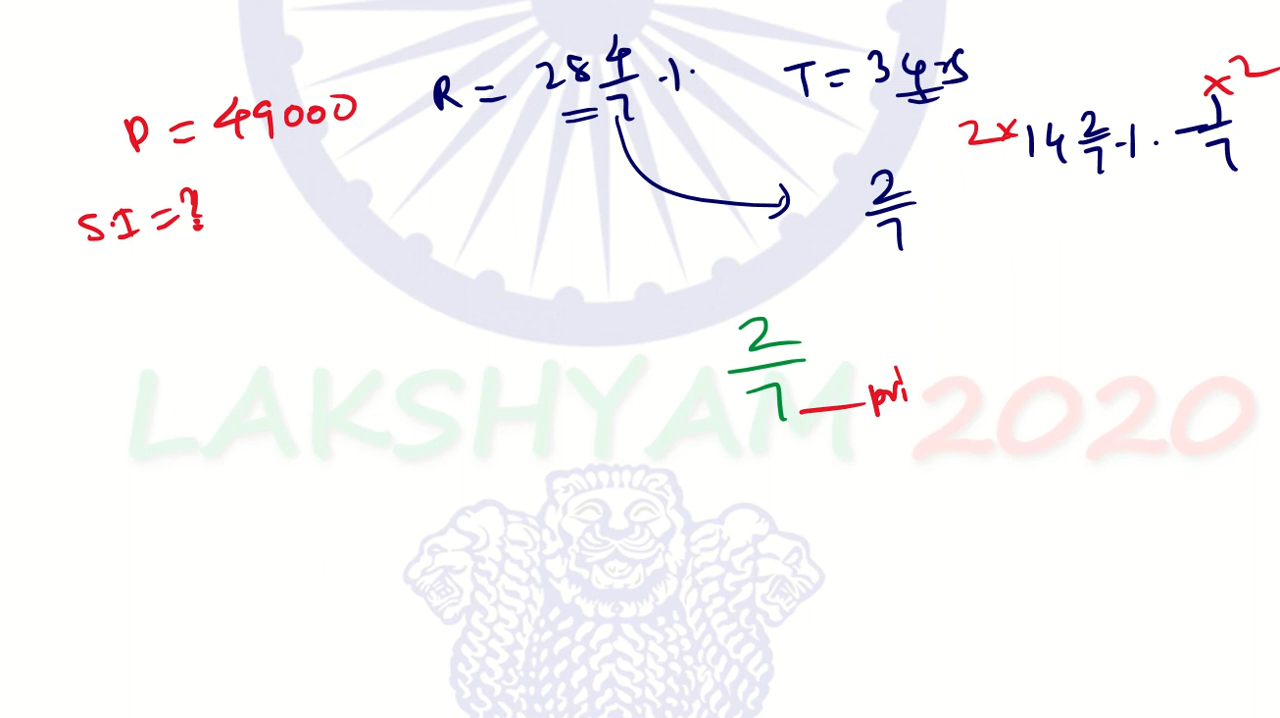 P = 49000
R = 28 4/7 %
T = 3 yrs
2 × 14 2/7 % 1/7 × 2
S.I = ?
2/7
2/7 pri
LAKSHYAM 2020